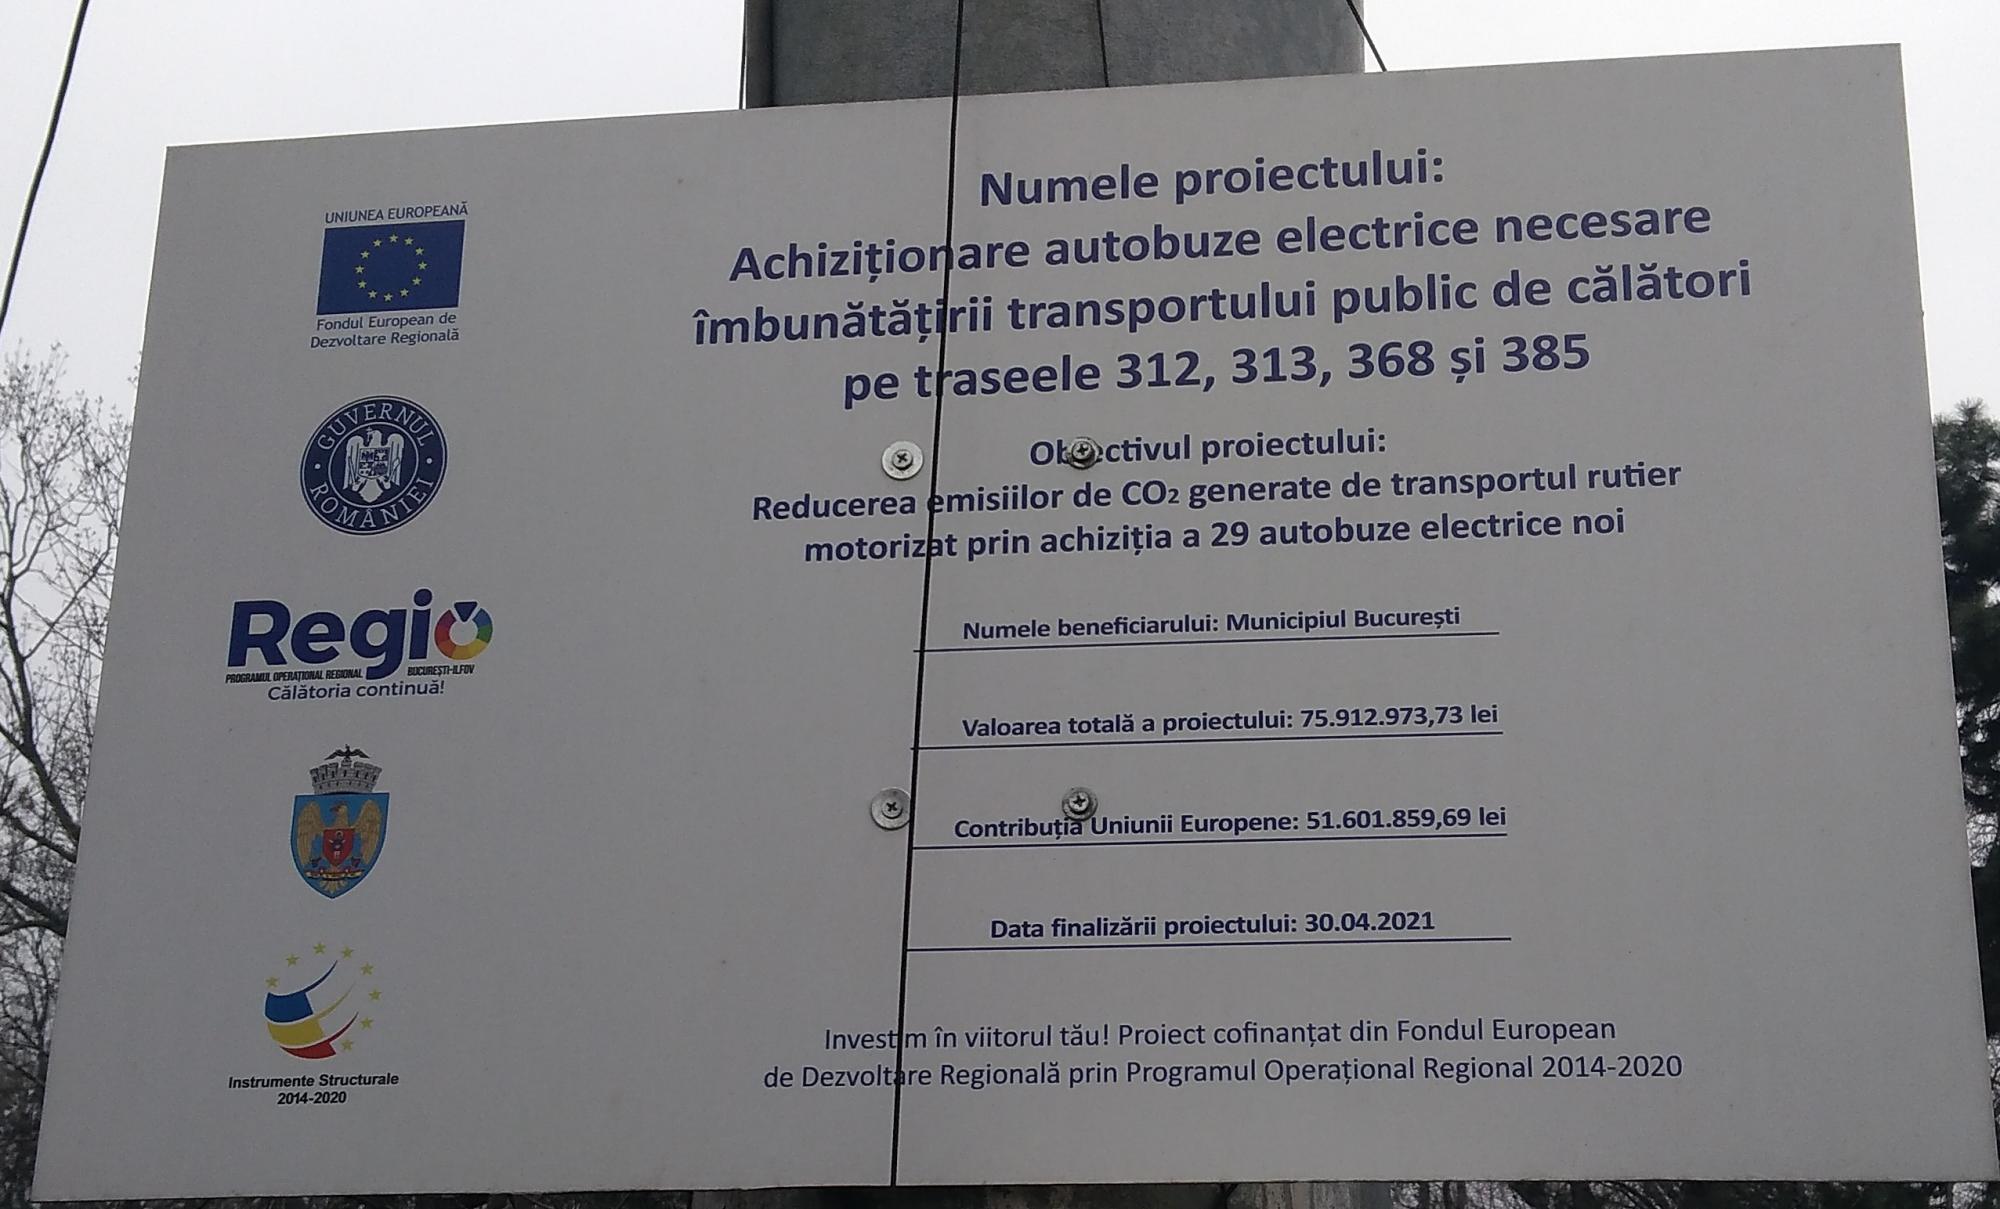 UNIUNEA EUROPEANĂ
Fondul European de
Dezvoltare Regională
GUVERNUL
ROMÂNIEI
Regio
PROGRAMUL OPERAȚIONAL REGIONAL BUCUREȘTI-ILFOV
Călătoria continuă!
Instrumente Structurale
2014-2020
Numele proiectului:
Achiziționare autobuze electrice necesare
îmbunătățirii transportului public de călători
pe traseele 312, 313, 368 și 385
Obiectivul proiectului:
Reducerea emisiilor de CO₂ generate de transportul rutier
motorizat prin achiziția a 29 autobuze electrice noi
Numele beneficiarului: Municipiul București
Valoarea totală a proiectului: 75.912.973,73 lei
Contribuția Uniunii Europene: 51.601.859,69 lei
Data finalizării proiectului: 30.04.2021
Investim în viitorul tău! Proiect cofinanțat din Fondul European
de Dezvoltare Regională prin Programul Operațional Regional 2014-2020